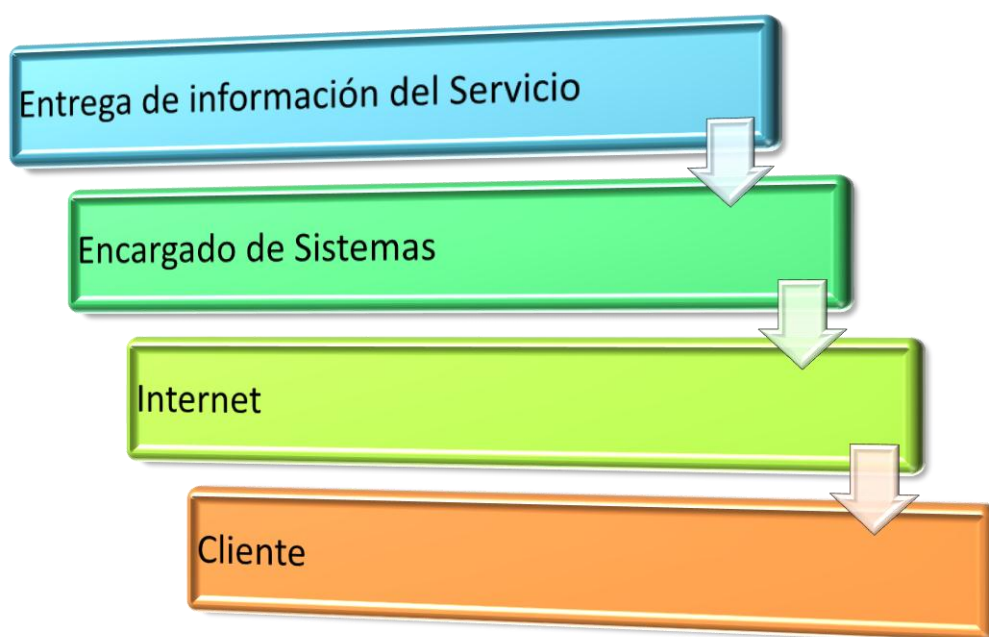 Entrega de información del Servicio
Encargado de Sistemas
Internet
Cliente